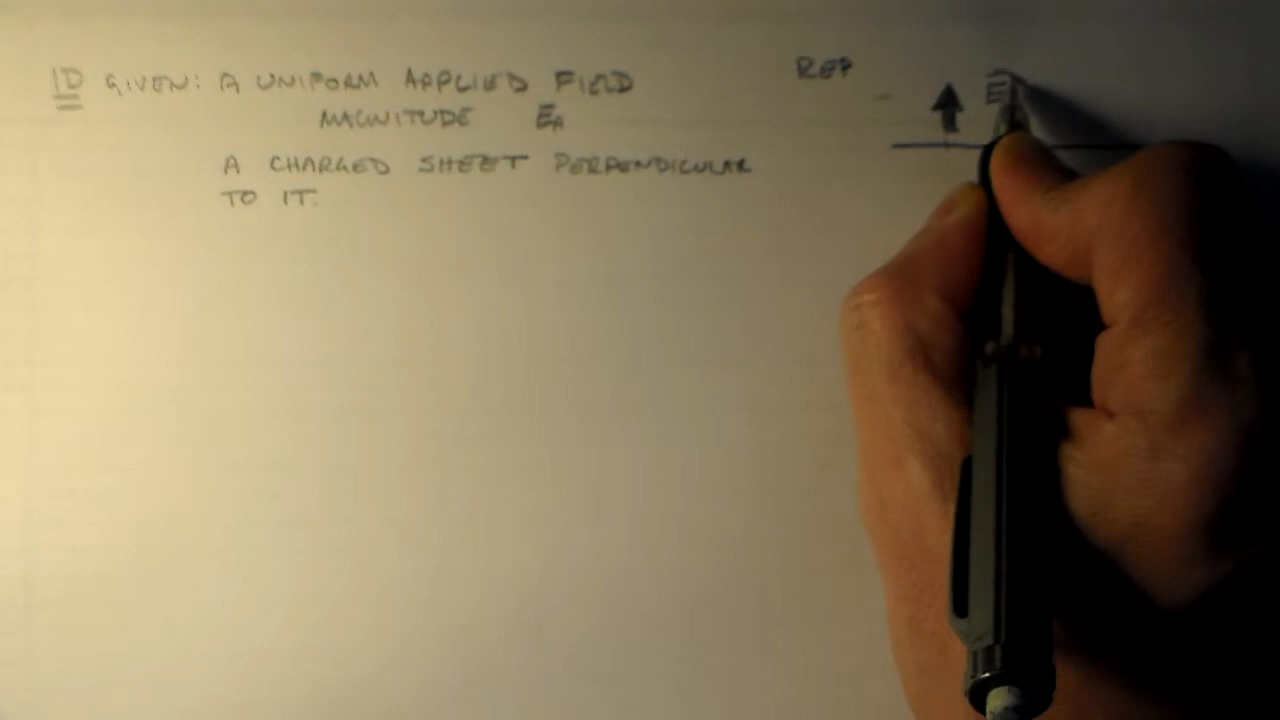 1D GIVEN: A UNIFORM APPLIED FIELD
MAGNITUDE EA
A CHARGED SHEET PERPENDICULAR
TO IT.
REF
E